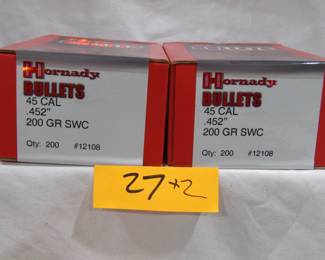 Hornady
BULLETS
45 CAL
.452"
200 GR SWC
Qty: 200 #12108
Hornady
BULLETS
45 CAL
.452"
200 GR SWC
Qty: 200 #12108
27 x2